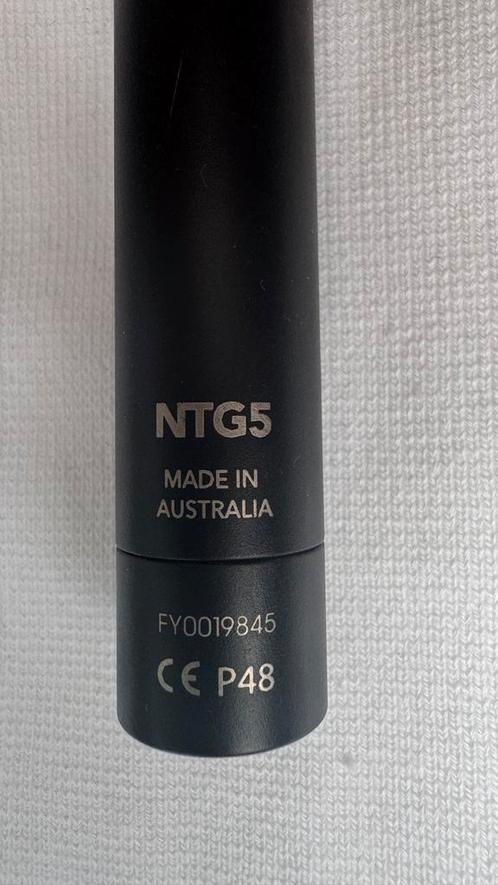 NTG5
MADE IN
AUSTRALIA
FY0019845
CE P48